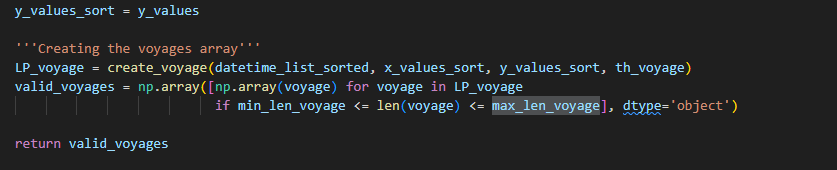 y_values_sort = y_values
'''Creating the voyages array'''
LP_voyage = create_voyage(datetime_list_sorted, x_values_sort, y_values_sort, th_voyage)
valid_voyages = np.array([np.array(voyage) for voyage in LP_voyage
if min_len_voyage <= len(voyage) <= max_len_voyage], dtype='object')
return valid_voyages